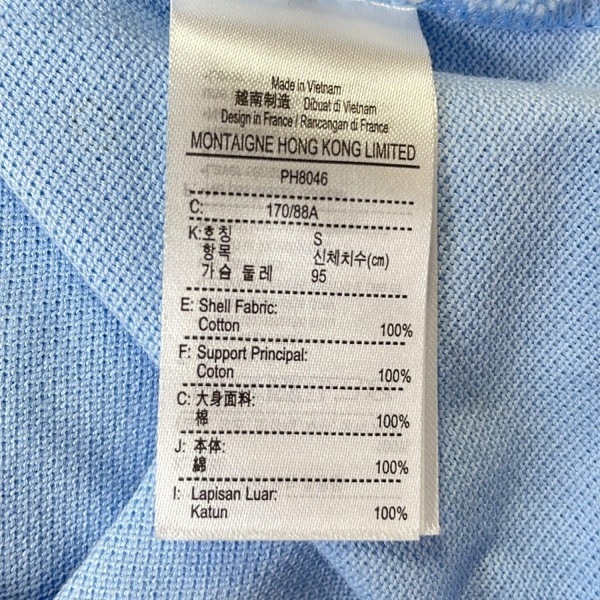 Made in Vietnam
越南制造 Dibuat di Vietnam
Design in France / Rancangan di France
MONTAIGNE HONG KONG LIMITED
PH8046
C: 170/88A
K:호칭 S
항목 신체치수(cm)
가슴 둘레 95
E: Shell Fabric:
Cotton 100%
F: Support Principal:
Coton 100%
C: 大身面料:
棉 100%
J: 本体:
綿 100%
I: Lapisan Luar:
Katun 100%